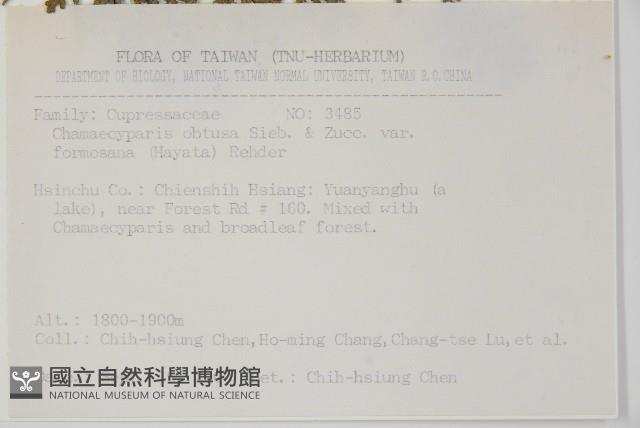 FLORA OF TAIWAN (TNU-HERBARIUM)
DEPARTMENT OF BIOLOGY, NATIONAL TAIWAN NORMAL UNIVERSITY, TAIWAN R.O.CHINA
Family: Cupressaceae NO: 3485
Chamaecyparis obtusa Sieb. & Zucc. var.
formosana (Hayata) Rehder
Hsinchu Co.: Chienshih Hsiang: Yuanyanghu (a
lake), near Forest Rd # 160. Mixed with
Chamaecyparis and broadleaf forest.
Alt.: 1800-1900m
Coll.: Chih-hsiung Chen,Ho-ming Chang,Chang-tse Lu,et al.
et.: Chih-hsiung Chen
國立自然科學博物館
NATIONAL MUSEUM OF NATURAL SCIENCE